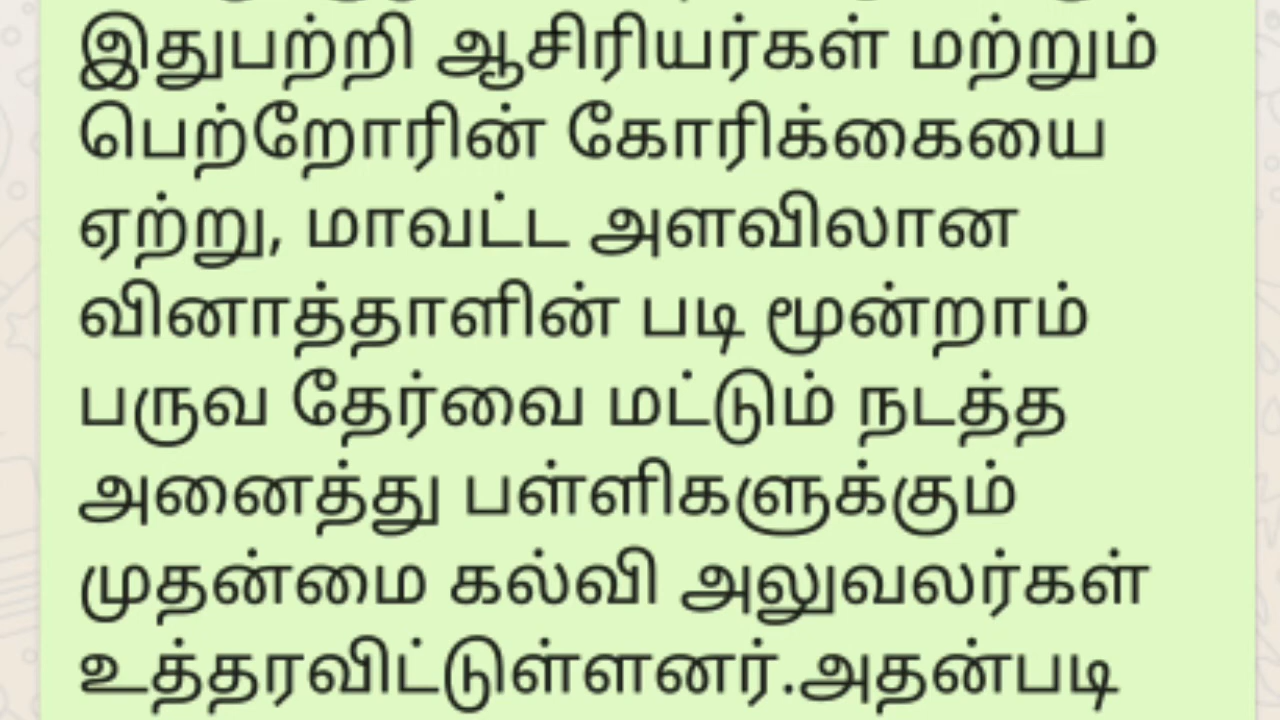 இதுபற்றி ஆசிரியர்கள் மற்றும்
பெற்றோரின் கோரிக்கையை
ஏற்று, மாவட்ட அளவிலான
வினாத்தாளின் படி மூன்றாம்
பருவ தேர்வை மட்டும் நடத்த
அனைத்து பள்ளிகளுக்கும்
முதன்மை கல்வி அலுவலர்கள்
உத்தரவிட்டுள்ளனர்.அதன்படி